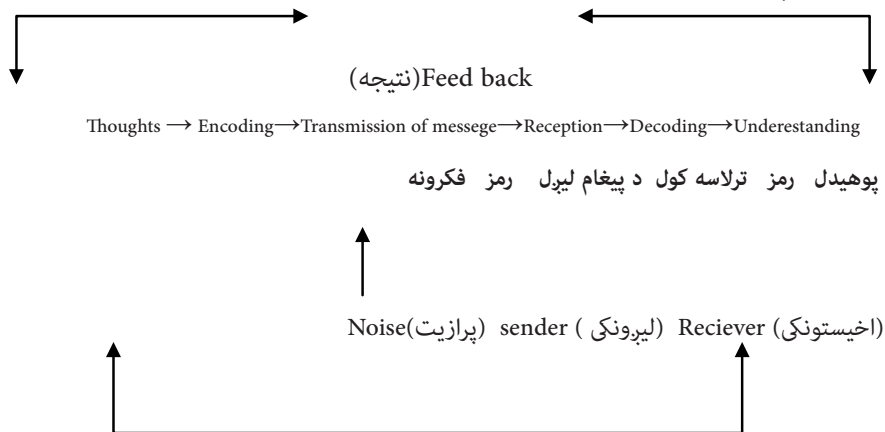 Feed back(نتیجه)
Thoughts → Encoding→Transmission of messege→Reception→Decoding→Underestanding
پوهیدل رمز ترلاسه کول د پیغام لیږل رمز فکرونه
Noise(پرازیت) sender ( لیږونکی) Reciever (اخیستونکی)